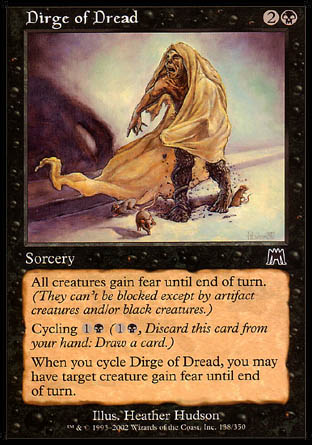 Dirge of Dread 2
Sorcery
All creatures gain fear until end of turn.
(They can't be blocked except by artifact
creatures and/or black creatures.)
Cycling 1 (1, Discard this card from
your hand: Draw a card.)
When you cycle Dirge of Dread, you may
have target creature gain fear until end
of turn.
Illus. Heather Hudson
™ & © 1993-2002 Wizards of the Coast, Inc. 138/350